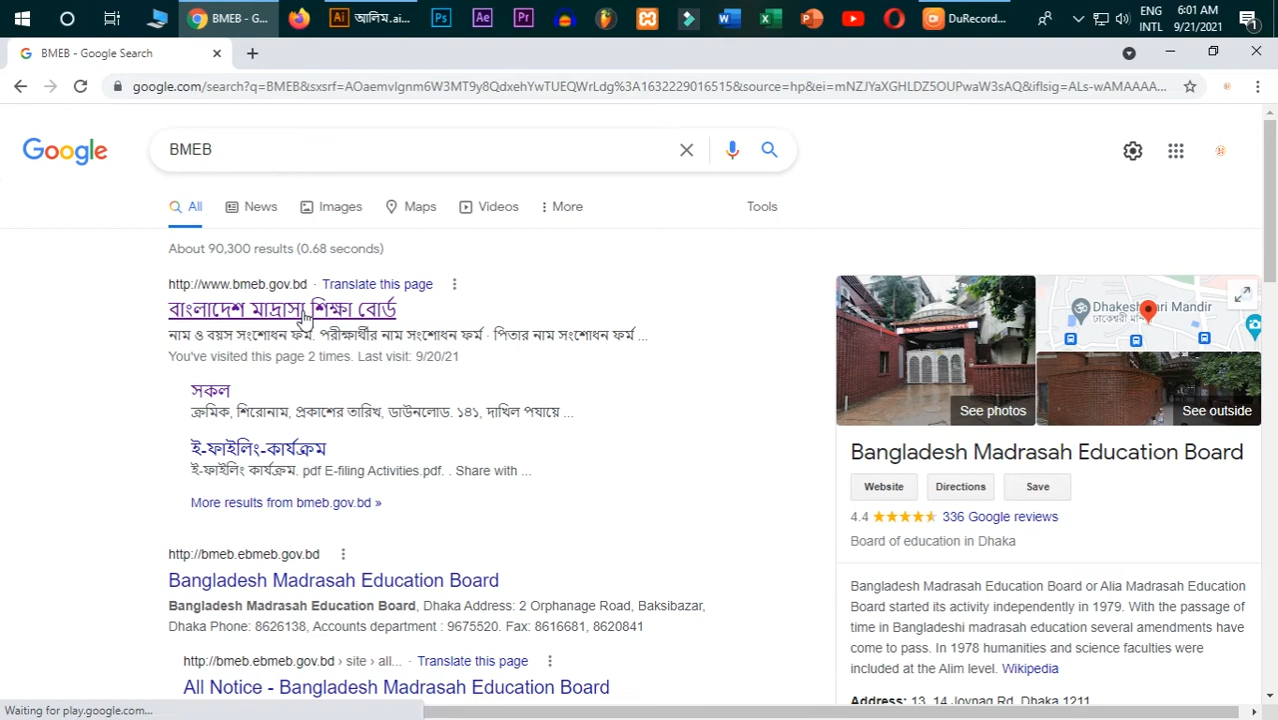 BMEB - G...
আলিম.ai...
DuRecord...
ENG
INTL
6:01 AM
9/21/2021
1
BMEB - Google Search
google.com/search?q=BMEB&sxsrf=AOaemvIgnm6W3MT9y8QdxehYwTUEQWrLdg%3A1632229016515&source=hp&ei=mNZJYaXGHLDZ5OUPwaW3sAQ&iflsig=ALs-wAMAAAA...
Google
BMEB
All
News
Images
Maps
Videos
More
Tools
About 90,300 results (0.68 seconds)
http://www.bmeb.gov.bd · Translate this page
বাংলাদেশ মাদ্রাসা শিক্ষা বোর্ড
নাম ও বয়স সংশোধন ফর্ম. পরীক্ষার্থীর নাম সংশোধন ফর্ম · পিতার নাম সংশোধন ফর্ম ...
You've visited this page 2 times. Last visit: 9/20/21
সকল
ক্রমিক, শিরোনাম, প্রকাশের তারিখ, ডাউনলোড. ১৪১, দাখিল পযায়ে ...
ই-ফাইলিং-কার্যক্রম
ই-ফাইলিং কার্যক্রম. pdf E-filing Activities.pdf. . Share with ...
More results from bmeb.gov.bd »
http://bmeb.ebmeb.gov.bd
Bangladesh Madrasah Education Board
Bangladesh Madrasah Education Board, Dhaka Address: 2 Orphanage Road, Baksibazar,
Dhaka Phone: 8626138, Accounts department : 9675520. Fax: 8616681, 8620841
http://bmeb.ebmeb.gov.bd › site › all... · Translate this page
All Notice - Bangladesh Madrasah Education Board
Dhakeshwari Mandir
ঢাকেশ্বরী মন্দির
See photos
See outside
Bangladesh Madrasah Education Board
Website
Directions
Save
4.4
336 Google reviews
Board of education in Dhaka
Bangladesh Madrasah Education Board or Alia Madrasah Education
Board started its activity independently in 1979. With the passage of
time in Bangladeshi madrasah education several amendments have
come to pass. In 1978 humanities and science faculties were
included at the Alim level. Wikipedia
Address: 13, 14 Joynag Rd, Dhaka 1211
Waiting for play.google.com...